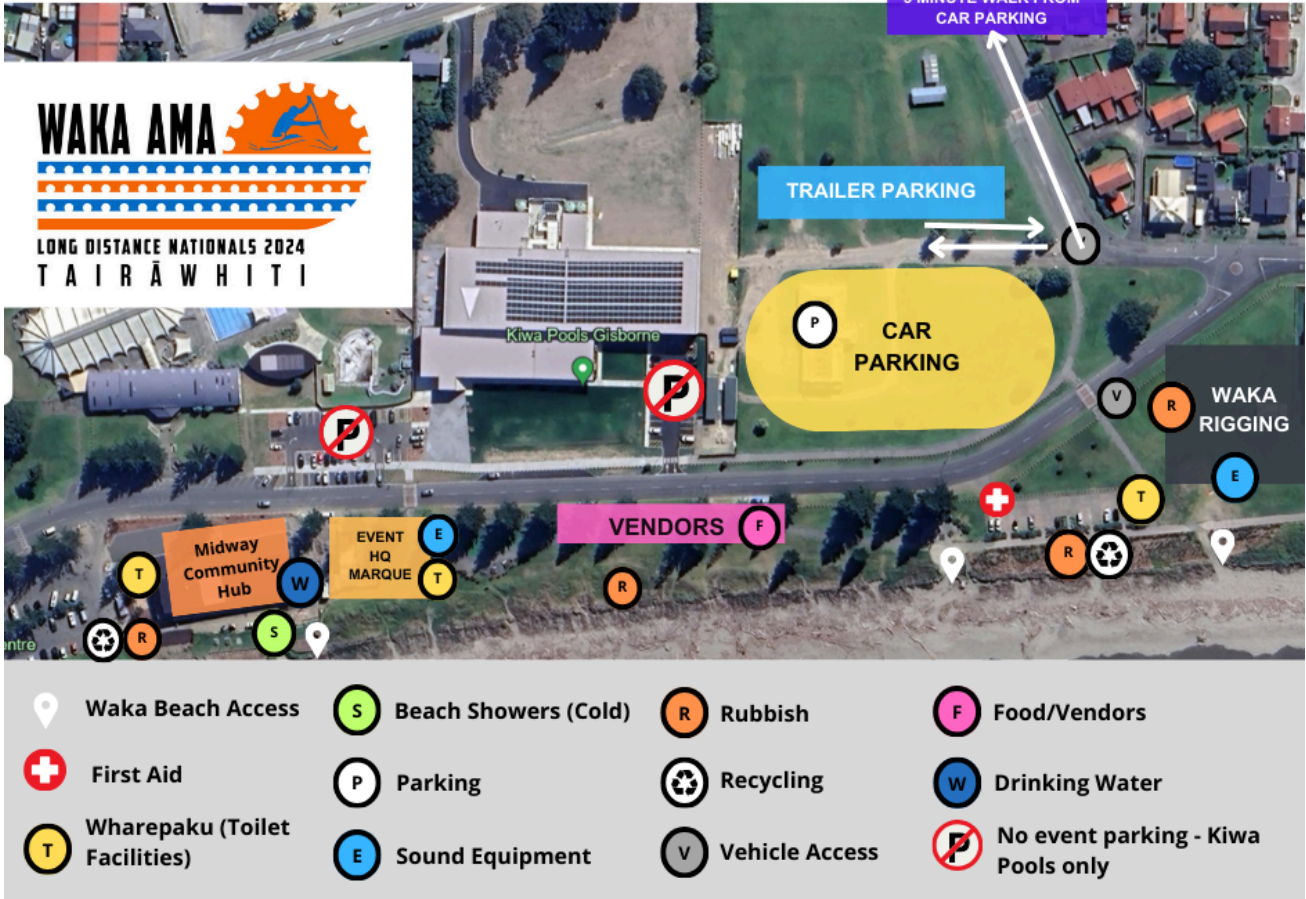 MINUTE WALK FROM
CAR PARKING
WAKA AMA
LONG DISTANCE NATIONALS 2024
TAIRĀWHITI
TRAILER PARKING
Kiwa Pools Gisborne
P
CAR
PARKING
P
P
V
R
WAKA
RIGGING
E
T
VENDORS
F
Midway
Community
Hub
EVENT
HQ
MARQUE
E
T
T
W
R
R
R
S
entre
Waka Beach Access
S
Beach Showers (Cold)
R
Rubbish
F
Food/Vendors
First Aid
P
Parking
Recycling
W
Drinking Water
T
Wharepaku (Toilet
Facilities)
E
Sound Equipment
V
Vehicle Access
P
No event parking - Kiwa
Pools only